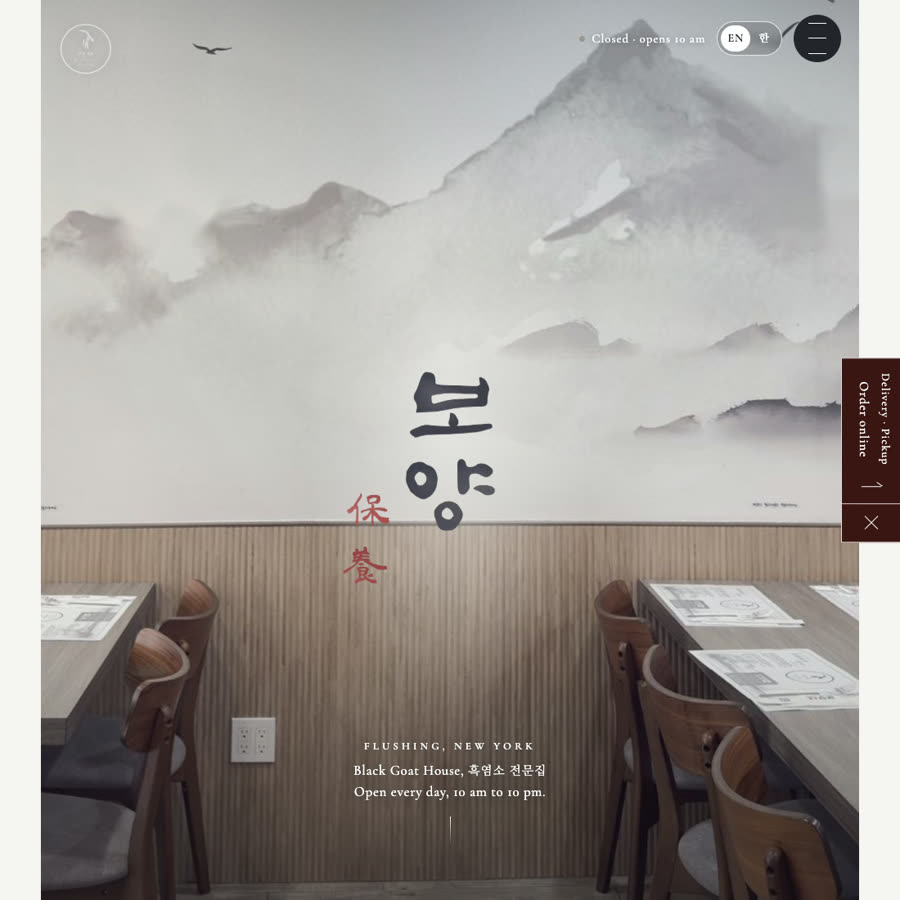 Closed · opens 10 am
EN
한
보
양
保
養
Delivery · Pickup
Order online
FLUSHING, NEW YORK
Black Goat House, 흑염소 전문집
Open every day, 10 am to 10 pm.